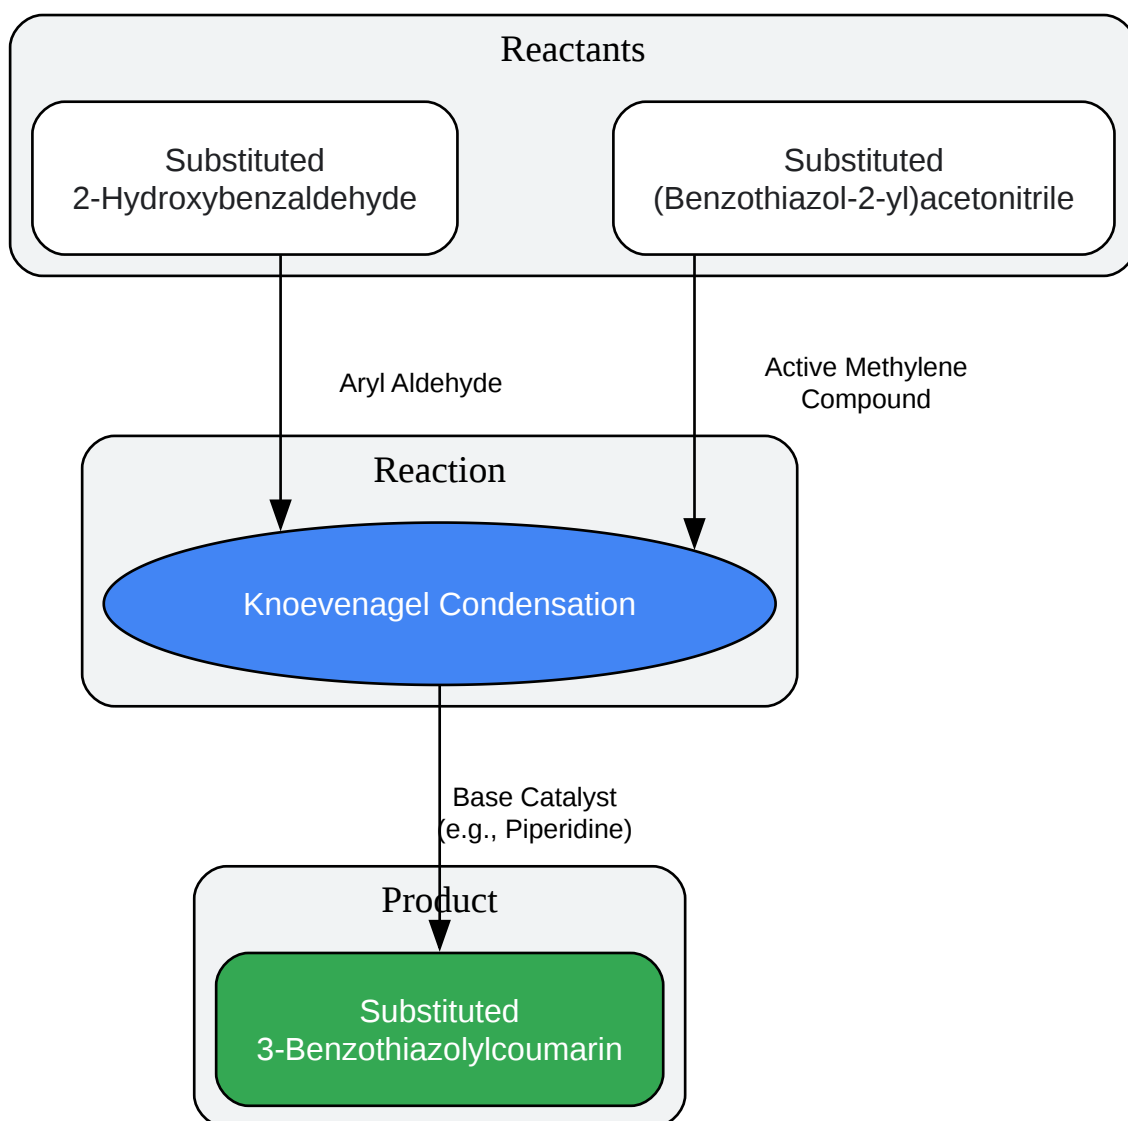 Reactants
Substituted
2-Hydroxybenzaldehyde
Substituted
(Benzothiazol-2-yl)acetonitrile
Aryl Aldehyde
Active Methylene
Compound
Reaction
Knoevenagel Condensation
Base Catalyst
(e.g., Piperidine)
Product
Substituted
3-Benzothiazolylcoumarin